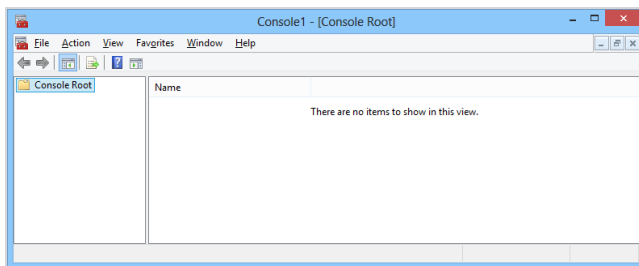 Console1 - [Console Root]
File Action View Favorites Window Help
Console Root
Name
There are no items to show in this view.